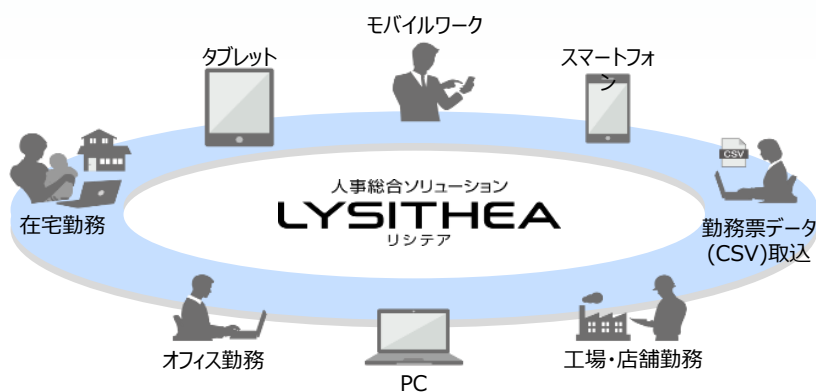 モバイルワーク
タブレット
スマートフォ
ン
CSV
人事総合ソリューション
LYSITHEA
リシテア
在宅勤務
勤務票データ
(CSV)取込
オフィス勤務
工場・店舗勤務
PC